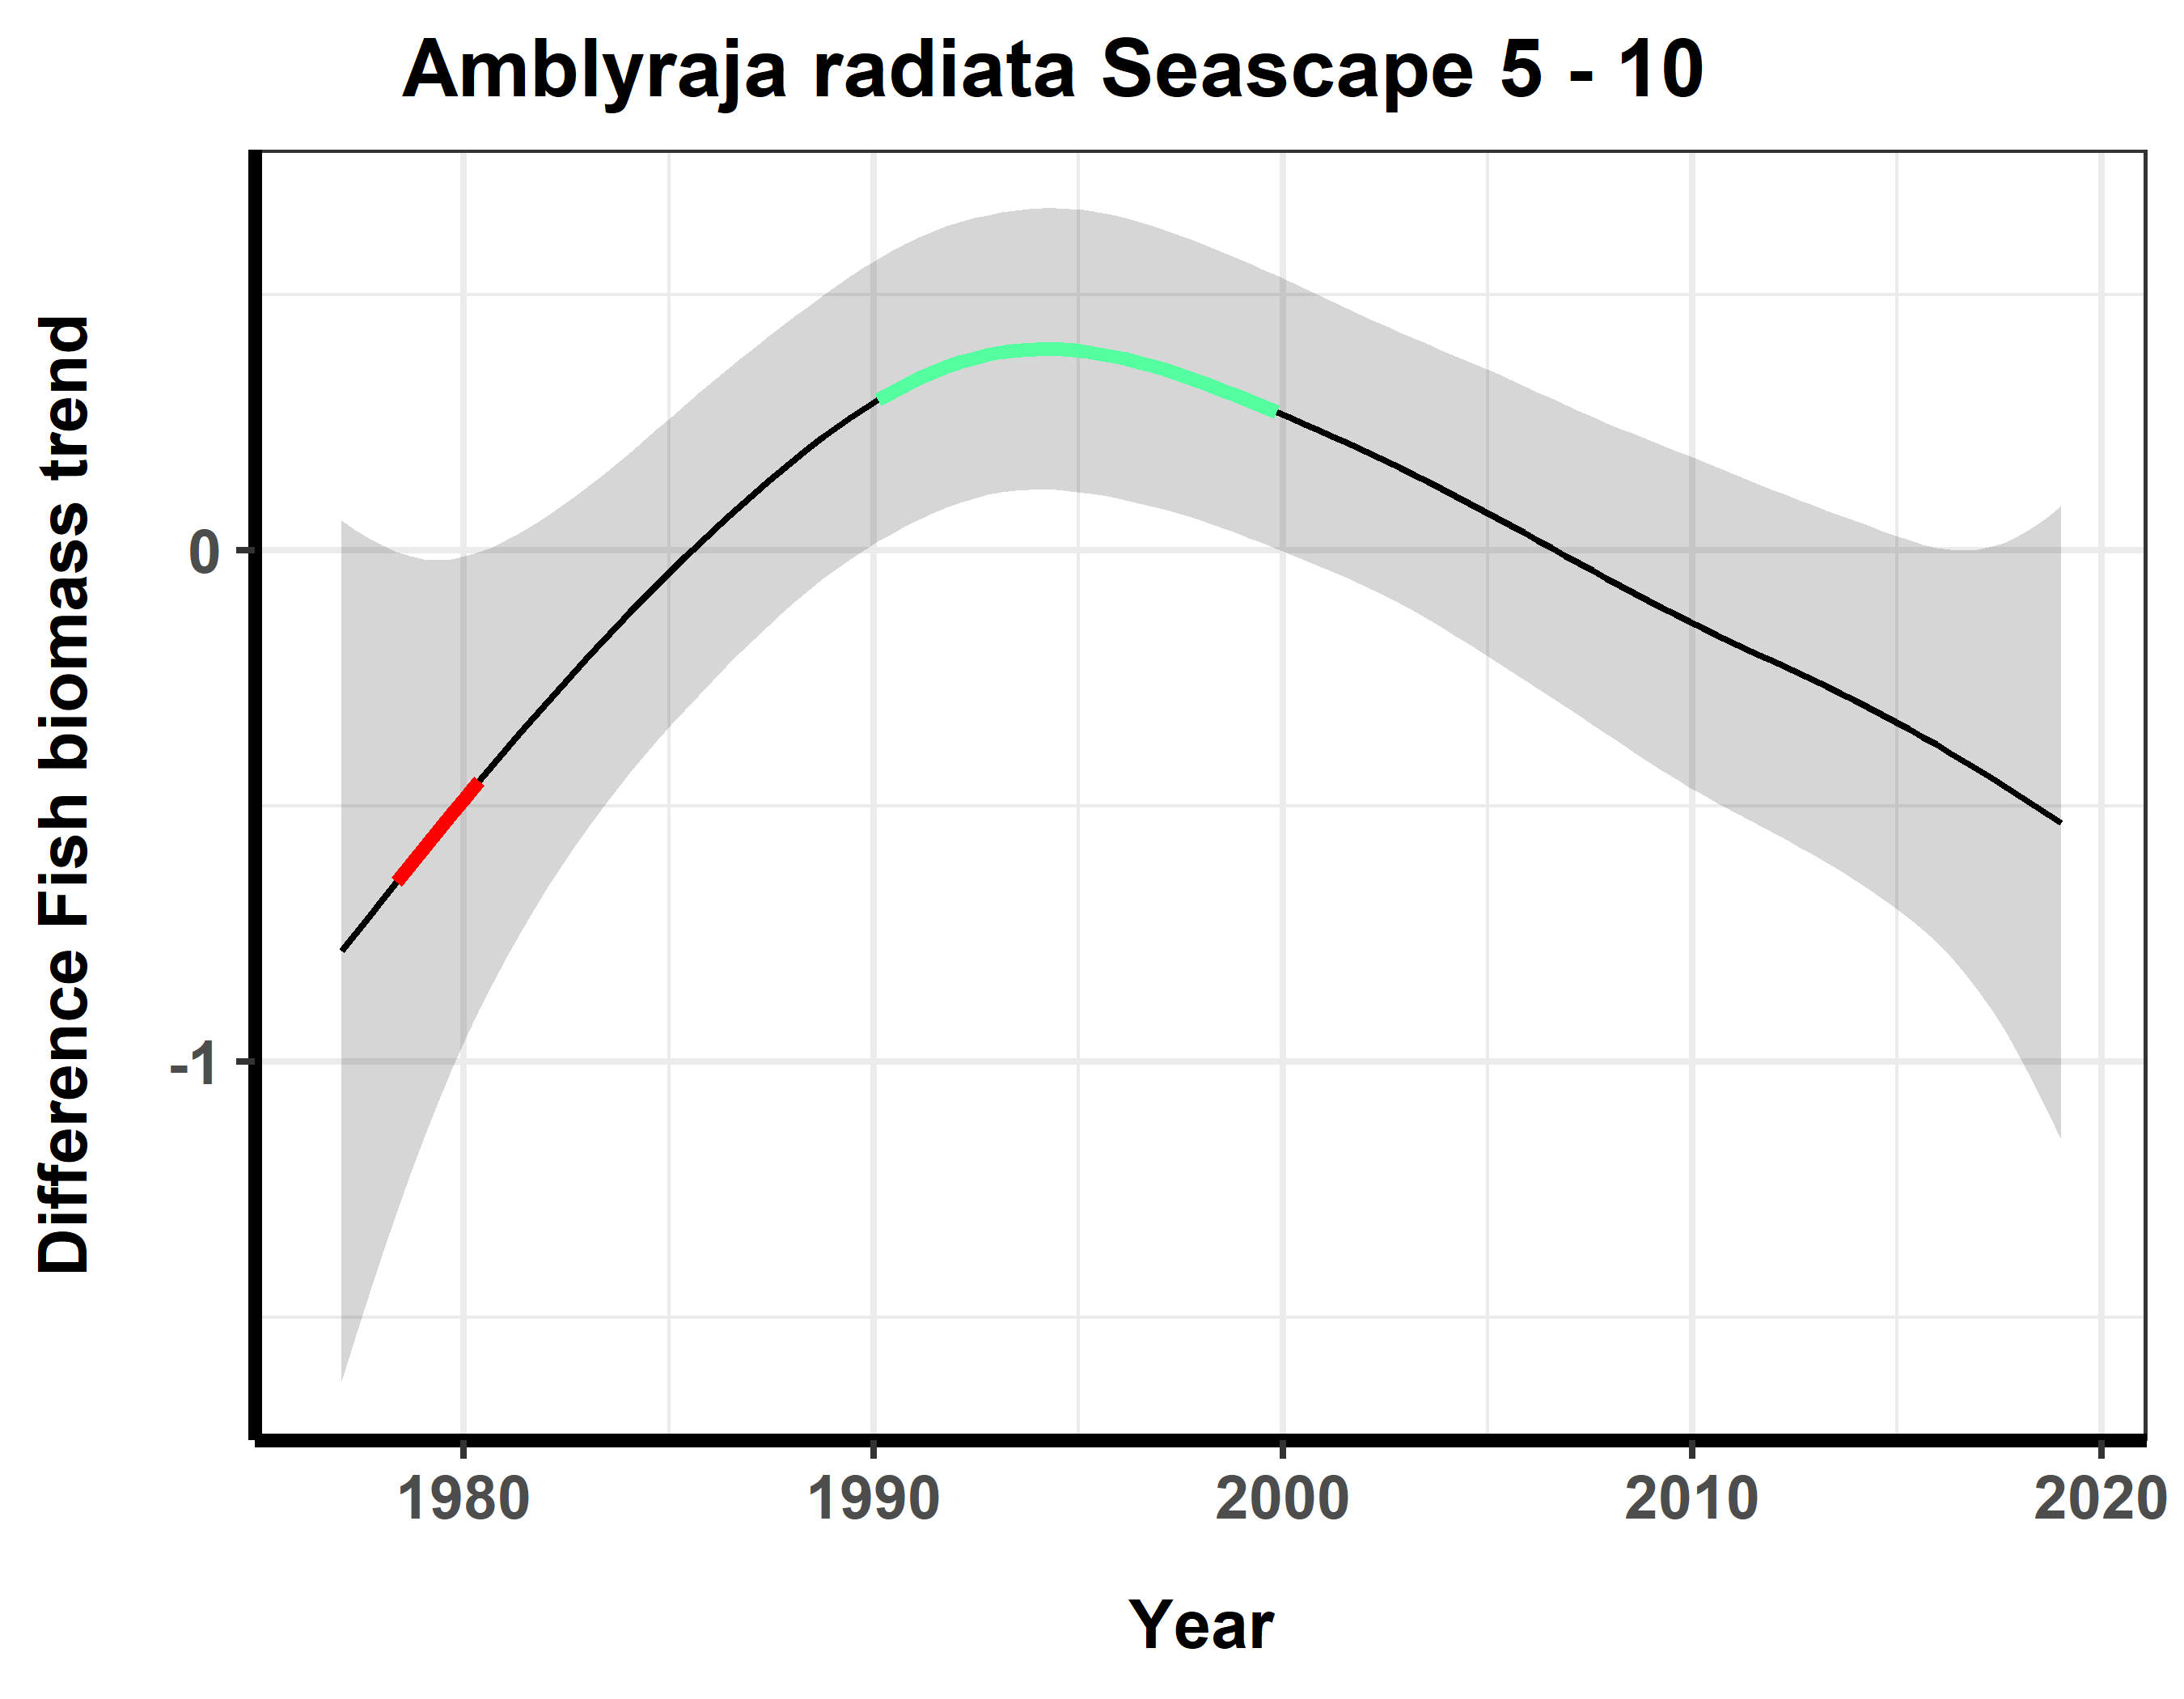 Amblyraja radiata Seascape 5 - 10
Difference Fish biomass trend
0
-1
1980
1990
2000
2010
2020
Year